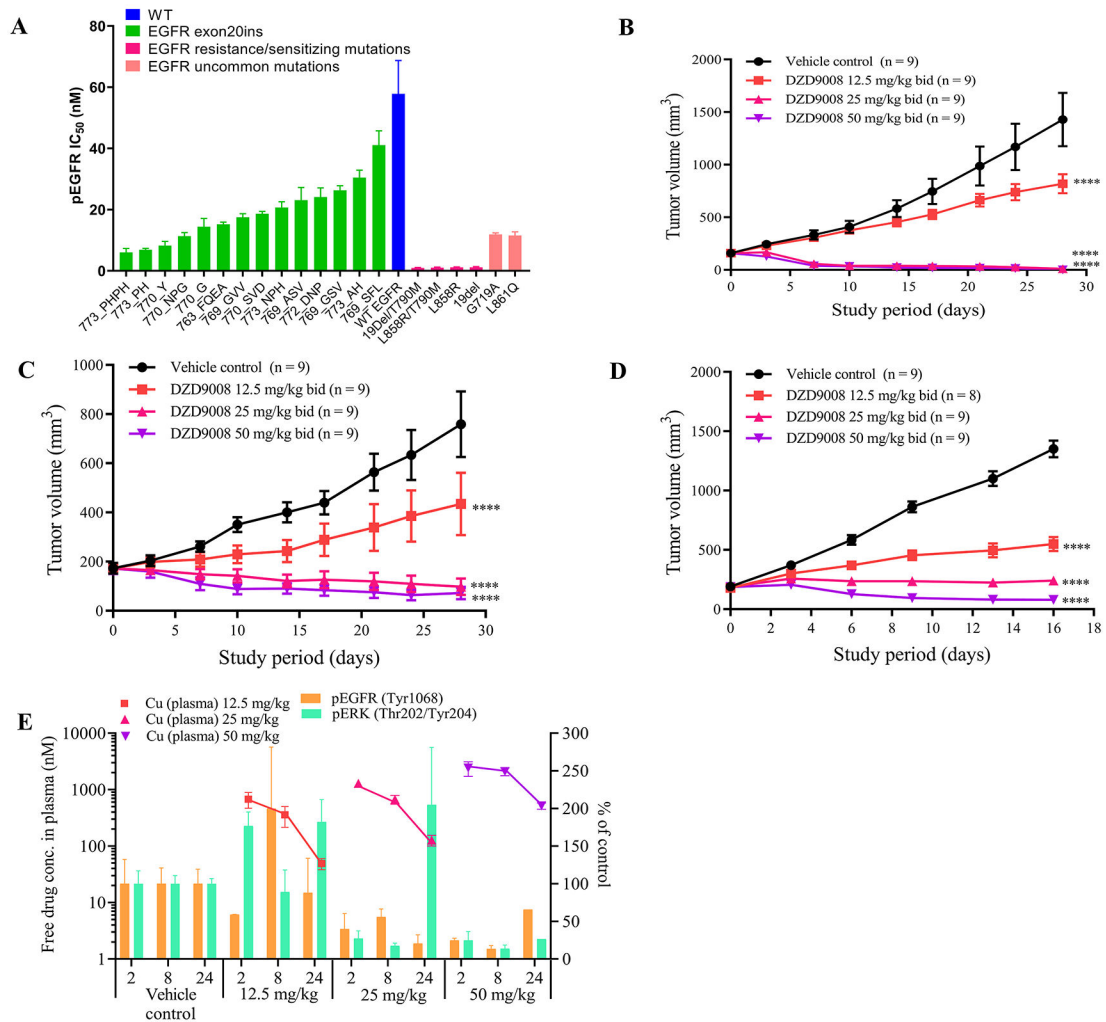 A
WT
EGFR exon20ins
EGFR resistance/sensitizing mutations
EGFR uncommon mutations
pEGFR IC50 (nM)
80
60
40
20
0
773_PHPH
773_PH
770_Y
770_NPG
770_G
763_FQEA
769_GVV
770_SVD
773_NPH
769_ASV
772_DNP
769_GSV
773_AH
769_SFL
WT EGFR
19Del/T790M
L858R/T790M
L858R
19del
G719A
L861Q
B
Vehicle control (n = 9)
DZD9008 12.5 mg/kg bid (n = 9)
DZD9008 25 mg/kg bid (n = 9)
DZD9008 50 mg/kg bid (n = 9)
Tumor volume (mm3)
2000
1500
1000
500
0
****
****
****
0 5 10 15 20 25 30
Study period (days)
C
Vehicle control (n = 9)
DZD9008 12.5 mg/kg bid (n = 9)
DZD9008 25 mg/kg bid (n = 9)
DZD9008 50 mg/kg bid (n = 9)
Tumor volume (mm3)
1000
800
600
400
200
0
****
****
****
0 5 10 15 20 25 30
Study period (days)
D
Vehicle control (n = 9)
DZD9008 12.5 mg/kg bid (n = 8)
DZD9008 25 mg/kg bid (n = 9)
DZD9008 50 mg/kg bid (n = 9)
Tumor volume (mm3)
2000
1500
1000
500
0
****
****
****
0 2 4 6 8 10 12 14 16 18
Study period (days)
E
Cu (plasma) 12.5 mg/kg
Cu (plasma) 25 mg/kg
Cu (plasma) 50 mg/kg
pEGFR (Tyr1068)
pERK (Thr202/Tyr204)
Free drug conc. in plasma (nM)
10000
1000
100
10
1
300
250
200
150
100
50
0
% of control
2 8 24 2 8 24 2 8 24 2 8 24
Vehicle control
12.5 mg/kg
25 mg/kg
50 mg/kg